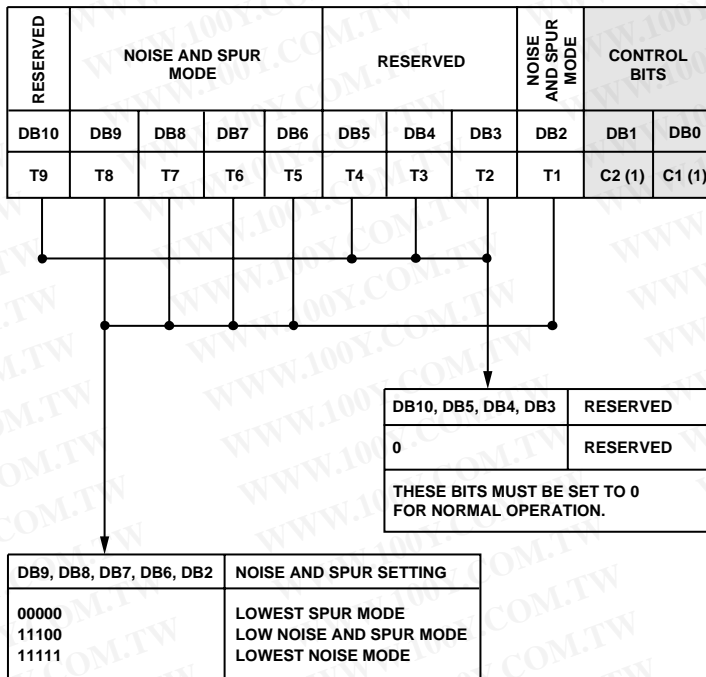 RESERVED
NOISE AND SPUR
MODE
RESERVED
NOISE
AND SPUR
MODE
CONTROL
BITS
DB10 DB9 DB8 DB7 DB6 DB5 DB4 DB3 DB2 DB1 DB0
T9 T8 T7 T6 T5 T4 T3 T2 T1 C2 (1) C1 (1)
DB10, DB5, DB4, DB3 RESERVED
0 RESERVED
THESE BITS MUST BE SET TO 0
FOR NORMAL OPERATION.
DB9, DB8, DB7, DB6, DB2 NOISE AND SPUR SETTING
00000 LOWEST SPUR MODE
11100 LOW NOISE AND SPUR MODE
11111 LOWEST NOISE MODE
WWW.100Y.COM.TW